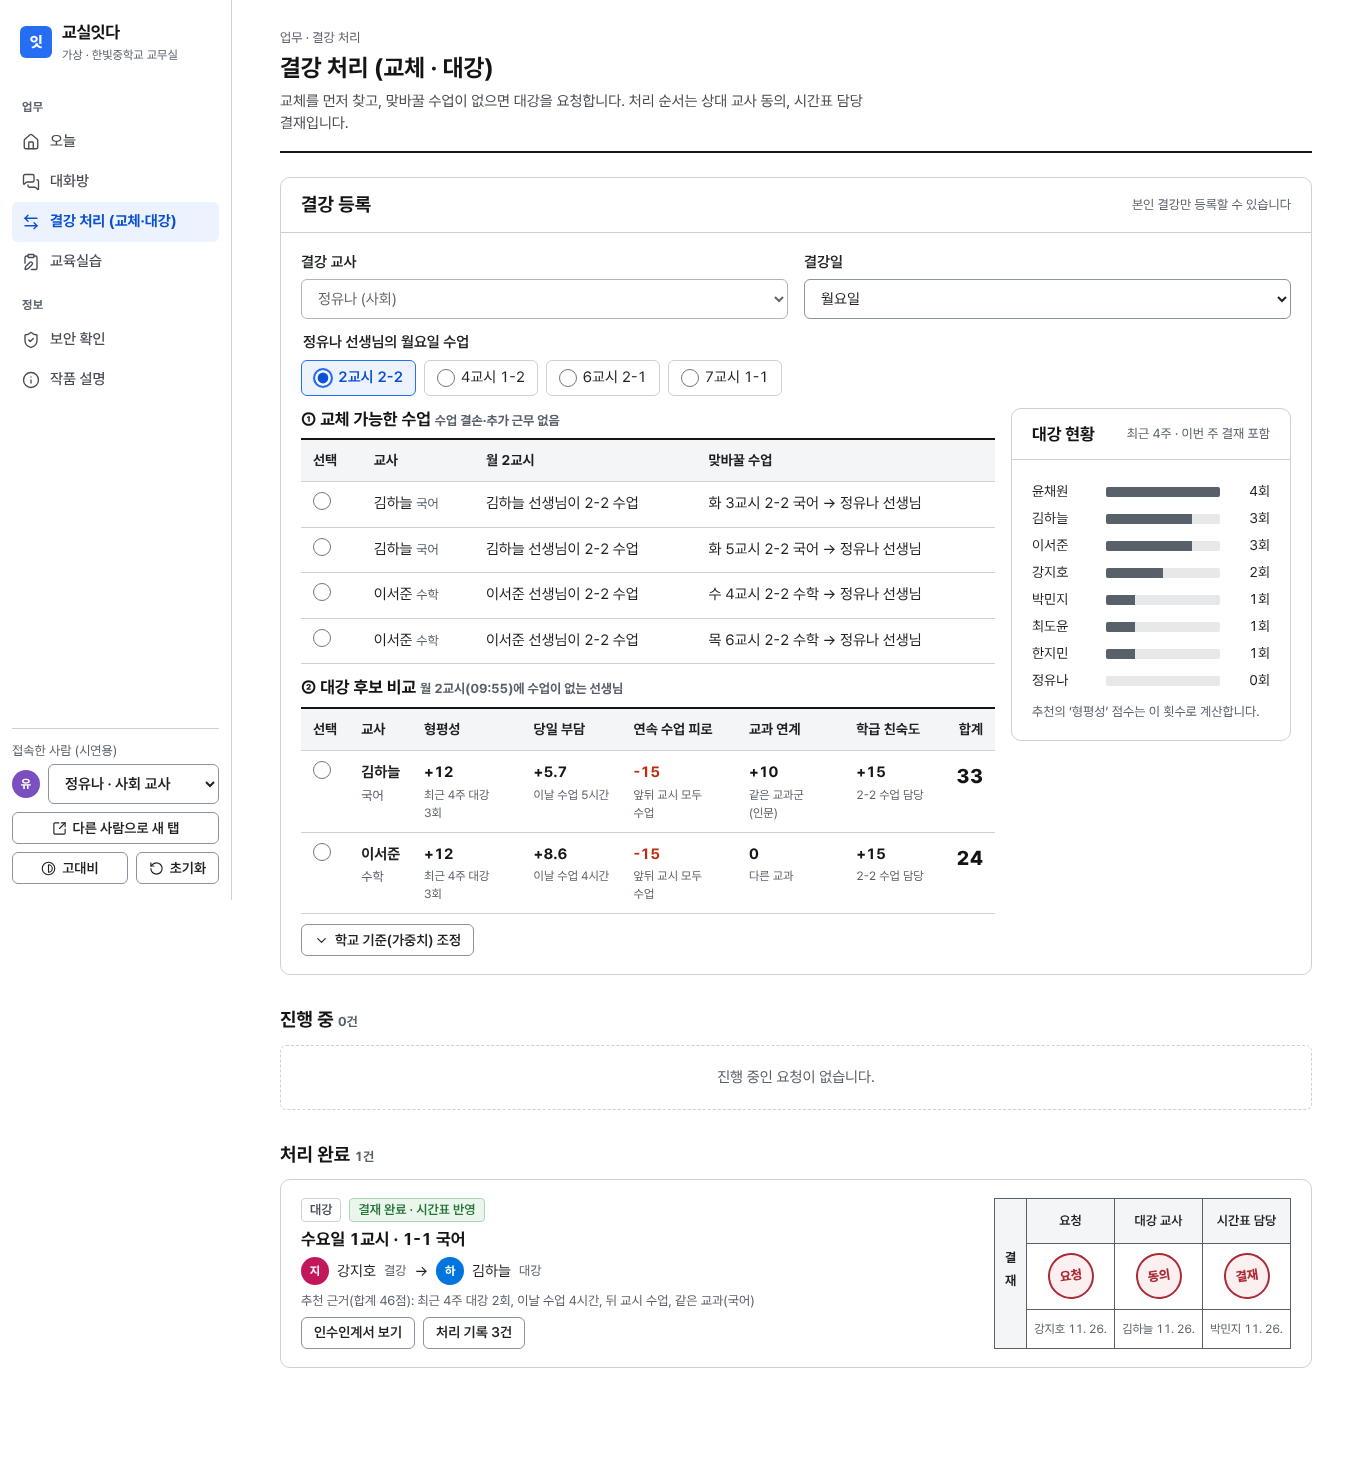 잇
교실잇다
가상 · 한빛중학교 교무실
업무
오늘
대화방
결강 처리 (교체·대강)
교육실습
정보
보안 확인
작품 설명
접속한 사람 (시연용)
유
정유나 · 사회 교사
다른 사람으로 새 탭
고대비
초기화
업무 · 결강 처리
결강 처리 (교체 · 대강)
교체를 먼저 찾고, 맞바꿀 수업이 없으면 대강을 요청합니다. 처리 순서는 상대 교사 동의, 시간표 담당
결재입니다.
결강 등록
본인 결강만 등록할 수 있습니다
결강 교사
결강일
정유나 (사회)
월요일
정유나 선생님의 월요일 수업
2교시 2-2
4교시 1-2
6교시 2-1
7교시 1-1
① 교체 가능한 수업 수업 결손·추가 근무 없음
선택 교사 월 2교시 맞바꿀 수업
김하늘 국어 김하늘 선생님이 2-2 수업 화 3교시 2-2 국어 → 정유나 선생님
김하늘 국어 김하늘 선생님이 2-2 수업 화 5교시 2-2 국어 → 정유나 선생님
이서준 수학 이서준 선생님이 2-2 수업 수 4교시 2-2 수학 → 정유나 선생님
이서준 수학 이서준 선생님이 2-2 수업 목 6교시 2-2 수학 → 정유나 선생님
② 대강 후보 비교 월 2교시(09:55)에 수업이 없는 선생님
선택 교사 형평성 당일 부담 연속 수업 피로 교과 연계 학급 친숙도 합계
김하늘 +12 +5.7 -15 +10 +15 33
국어 최근 4주 대강 이날 수업 5시간 앞뒤 교시 모두 같은 교과군 2-2 수업 담당
3회 수업 (인문)
이서준 +12 +8.6 -15 0 +15 24
수학 최근 4주 대강 이날 수업 4시간 앞뒤 교시 모두 다른 교과 2-2 수업 담당
3회 수업
학교 기준(가중치) 조정
대강 현황 최근 4주 · 이번 주 결재 포함
윤채원 4회
김하늘 3회
이서준 3회
강지호 2회
박민지 1회
최도윤 1회
한지민 1회
정유나 0회
추천의 ‘형평성’ 점수는 이 횟수로 계산합니다.
진행 중 0건
진행 중인 요청이 없습니다.
처리 완료 1건
대강
결재 완료 · 시간표 반영
수요일 1교시 · 1-1 국어
지 강지호 결강 → 하 김하늘 대강
추천 근거(합계 46점): 최근 4주 대강 2회, 이날 수업 4시간, 뒤 교시 수업, 같은 교과(국어)
인수인계서 보기
처리 기록 3건
결
재
요청 대강 교사 시간표 담당
요청 동의 결재
강지호 11. 26. 김하늘 11. 26. 박민지 11. 26.